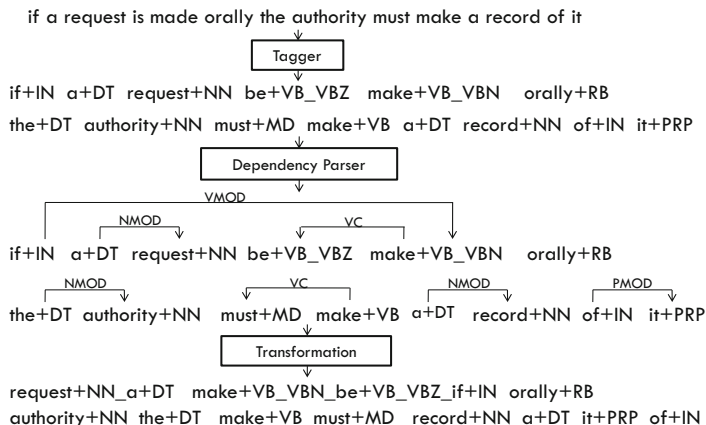 if a request is made orally the authority must make a record of it
Tagger
if+IN a+DT request+NN be+VB_VBZ make+VB_VBN orally+RB
the+DT authority+NN must+MD make+VB a+DT record+NN of+IN it+PRP
Dependency Parser
VMOD
NMOD VC
if+IN a+DT request+NN be+VB_VBZ make+VB_VBN orally+RB
NMOD VC NMOD PMOD
the+DT authority+NN must+MD make+VB a+DT record+NN of+IN it+PRP
Transformation
request+NN_a+DT make+VB_VBN_be+VB_VBZ_if+IN orally+RB
authority+NN the+DT make+VB must+MD record+NN a+DT it+PRP of+IN